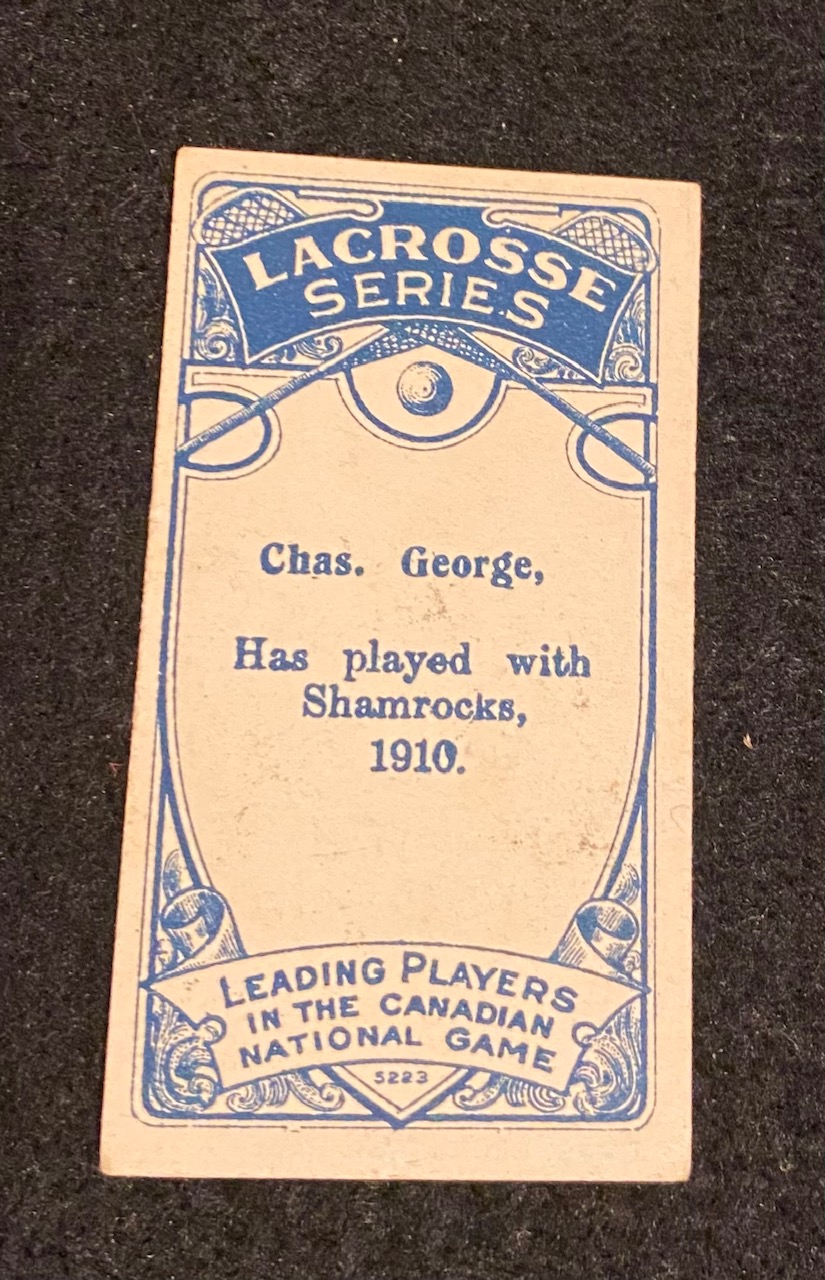 LACROSSE
SERIES
Chas. George,
Has played with
Shamrocks,
1910.
LEADING PLAYERS
IN THE CANADIAN
NATIONAL GAME
5223